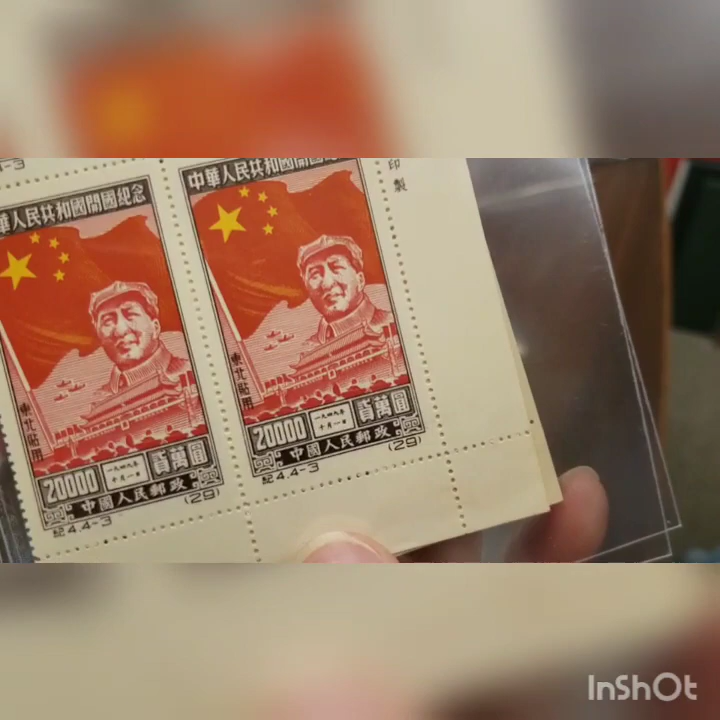 -3
華人民共和國開國紀念
東北貼用
20000
一九四九年
十月一日
貳萬圓
中國人民郵政
紀4.4-3
(29)
中華人民共和國開國紀念
東北貼用
20000
一九四九年
十月一日
貳萬圓
中國人民郵政
紀4.4-3
(29)
印製
InShOt